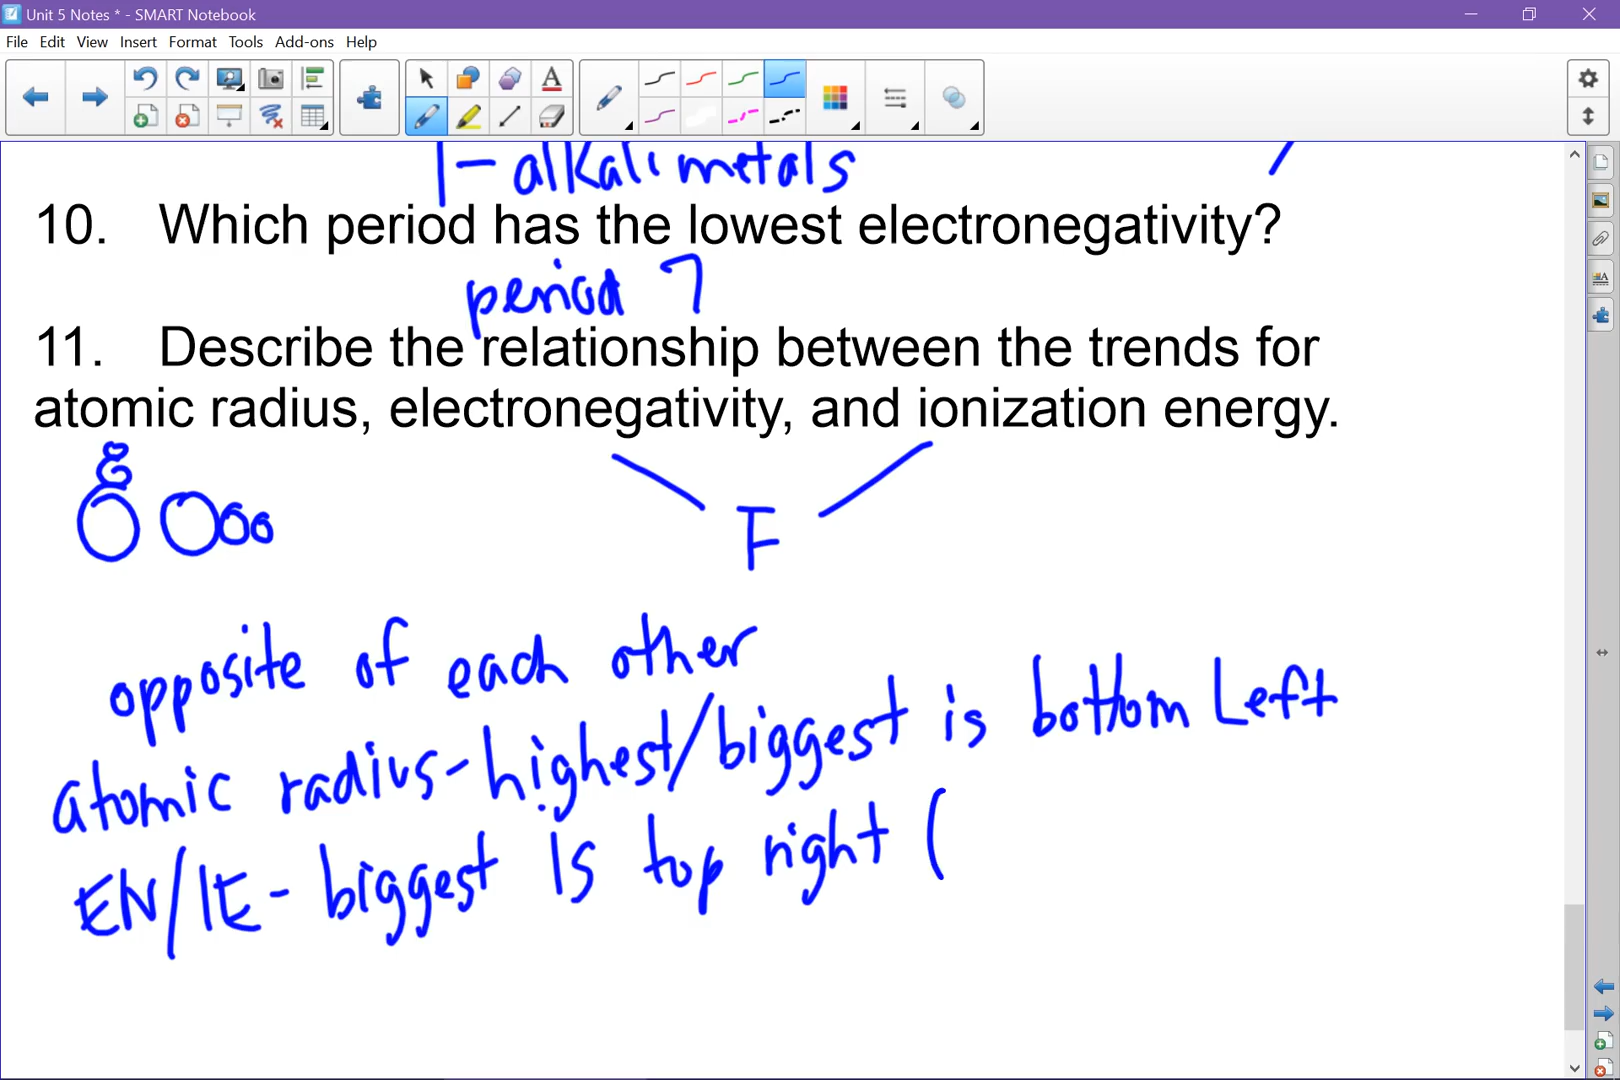 Unit 5 Notes * - SMART Notebook
File Edit View Insert Format Tools Add-ons Help
1 - alkali metals
10. Which period has the lowest electronegativity?
period 7
11. Describe the relationship between the trends for
atomic radius, electronegativity, and ionization energy.
F
opposite of each other
atomic radius - highest/biggest is bottom Left
EN/IE - biggest is top right (